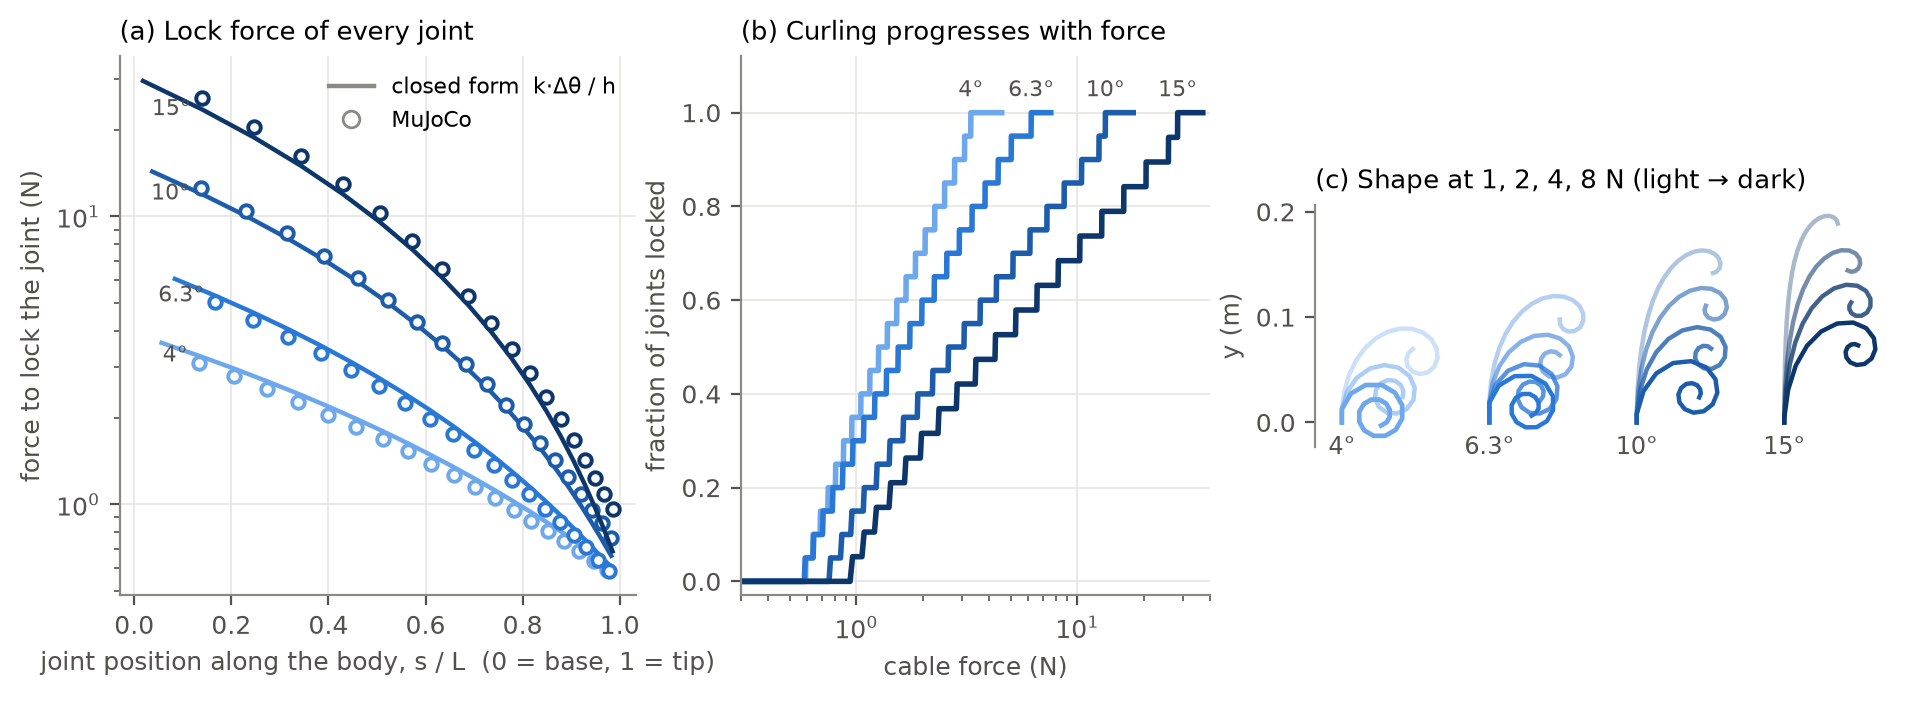 (a) Lock force of every joint
closed form  k·Δθ / h
MuJoCo
15°
10°
6.3°
4°
10¹
10⁰
force to lock the joint (N)
0.0 0.2 0.4 0.6 0.8 1.0
joint position along the body, s / L  (0 = base, 1 = tip)
(b) Curling progresses with force
4° 6.3° 10° 15°
1.0
0.8
0.6
0.4
0.2
0.0
fraction of joints locked
10⁰ 10¹
cable force (N)
(c) Shape at 1, 2, 4, 8 N (light → dark)
0.2
0.1
0.0
y (m)
4° 6.3° 10° 15°